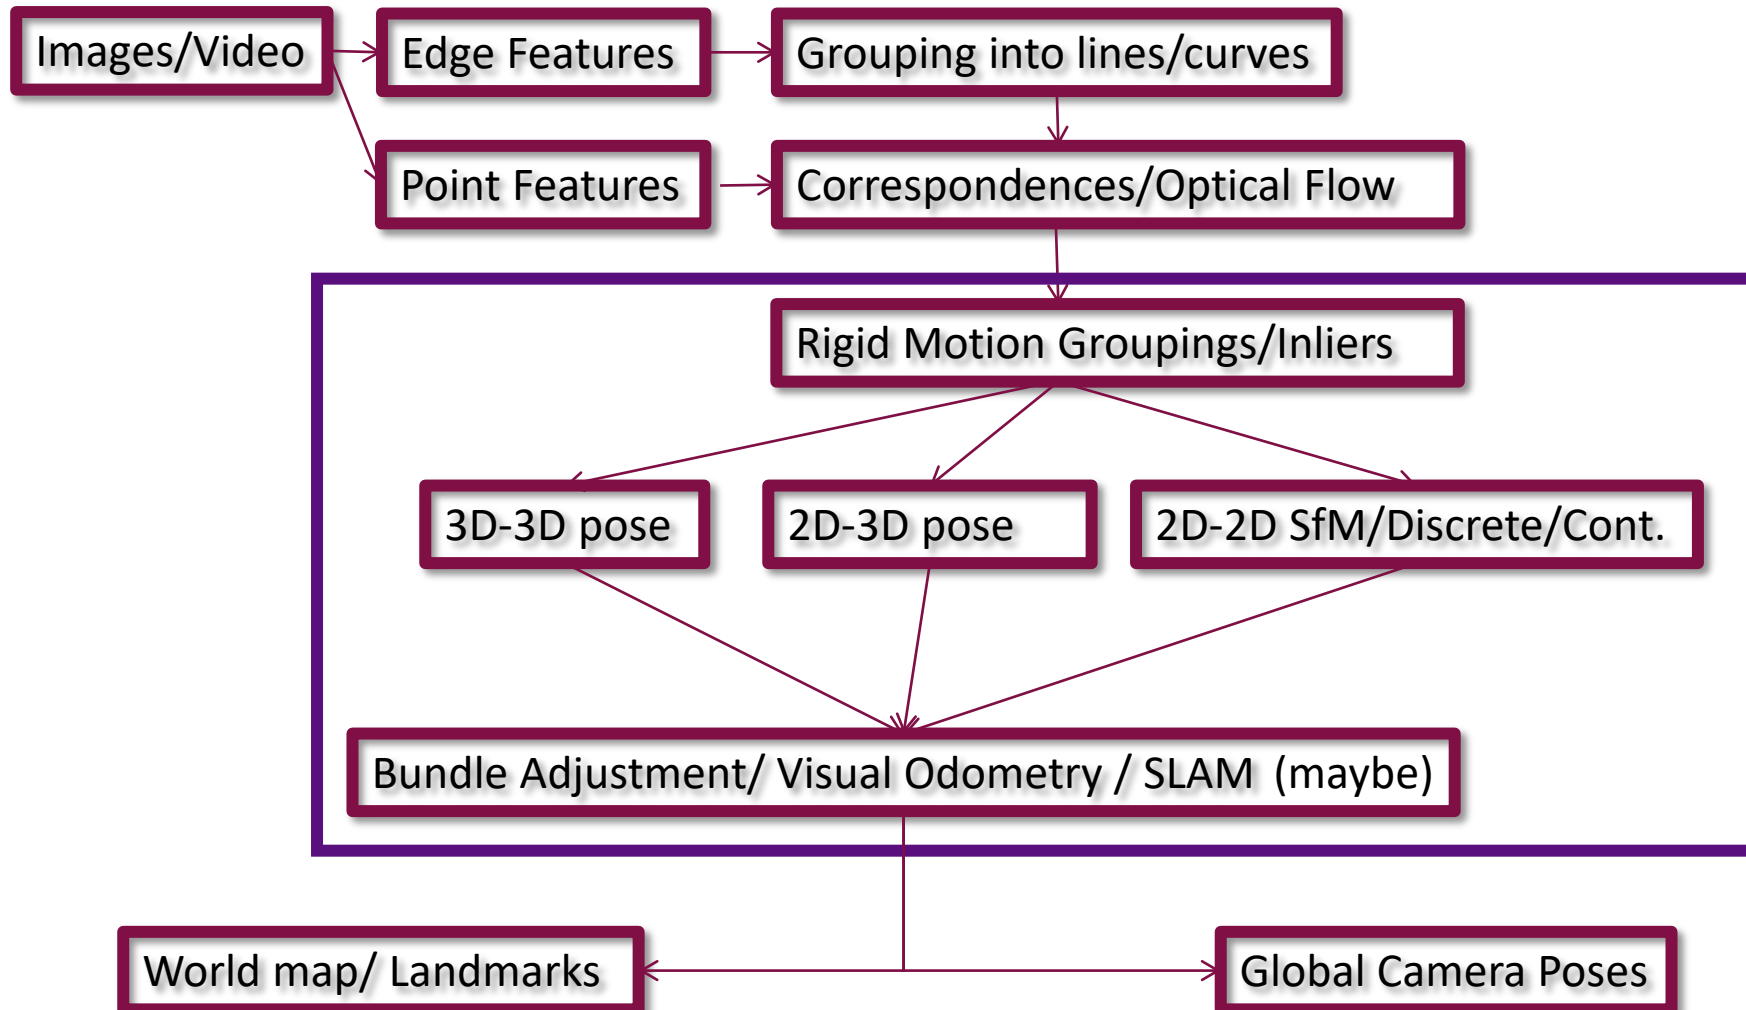 Images/Video
Edge Features
Grouping into lines/curves
Point Features
Correspondences/Optical Flow
Rigid Motion Groupings/Inliers
3D-3D pose
2D-3D pose
2D-2D SfM/Discrete/Cont.
Bundle Adjustment/ Visual Odometry / SLAM (maybe)
World map/ Landmarks
Global Camera Poses